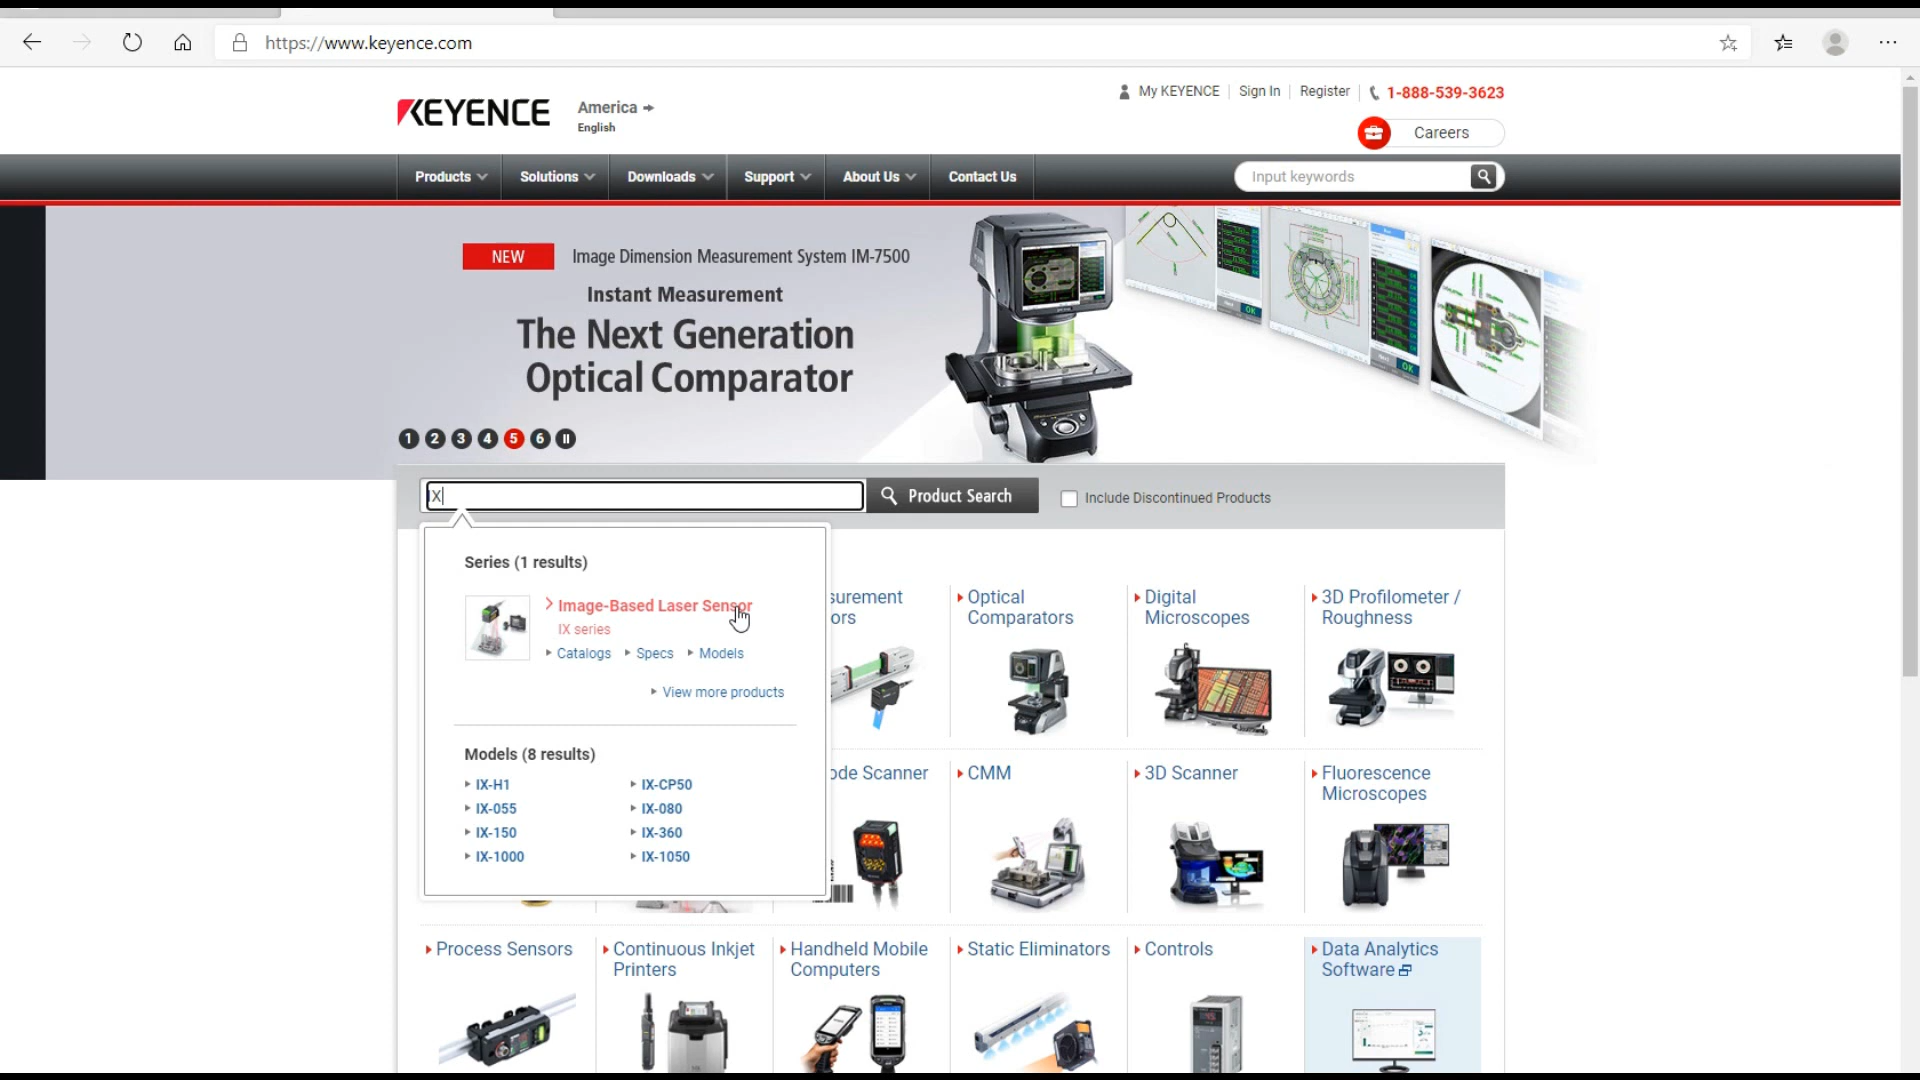 https://www.keyence.com
KEYENCE
America
English
My KEYENCE
Sign In
Register
1-888-539-3623
Careers
Products
Solutions
Downloads
Support
About Us
Contact Us
Input keywords
NEW
Image Dimension Measurement System IM-7500
Instant Measurement
The Next Generation
Optical Comparator
1 2 3 4 5 6
IX
Product Search
Include Discontinued Products
Series (1 results)
Image-Based Laser Sensor
IX series
Catalogs
Specs
Models
View more products
Models (8 results)
IX-H1
IX-CP50
IX-055
IX-080
IX-150
IX-360
IX-1000
IX-1050
Optical
Comparators
Digital
Microscopes
3D Profilometer /
Roughness
Scanner
CMM
3D Scanner
Fluorescence
Microscopes
Process Sensors
Continuous Inkjet
Printers
Handheld Mobile
Computers
Static Eliminators
Controls
Data Analytics
Software
OK
OK